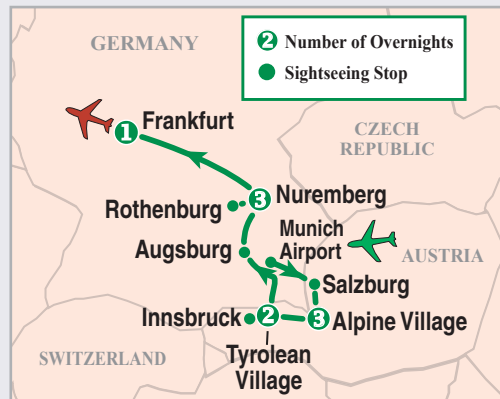 GERMANY
2 Number of Overnights
Sightseeing Stop
1
Frankfurt
CZECH
REPUBLIC
3 Nuremberg
Rothenburg
Munich
Airport
Augsburg
AUSTRIA
Salzburg
Innsbruck
2
3
Alpine Village
SWITZERLAND
Tyrolean
Village